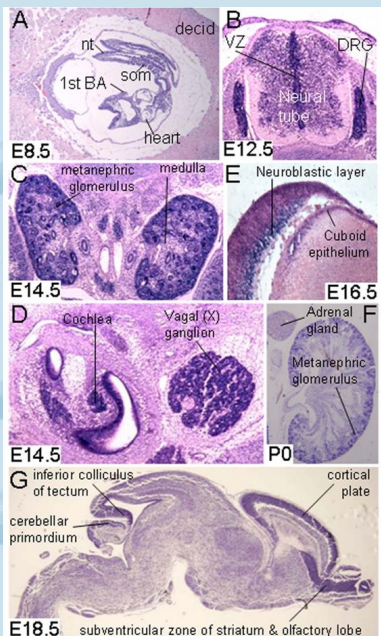 A
decid
nt
som
1st BA
heart
E8.5
B
VZ
DRG
Neural
tube
E12.5
C
metanephric
glomerulus
medulla
E14.5
E
Neuroblastic layer
Cuboid
epithelium
E16.5
D
Cochlea
Vagal (X)
ganglion
E14.5
F
Adrenal
gland
Metanephric
glomerulus
P0
G
inferior colliculus
of tectum
cerebellar
primordium
cortical
plate
E18.5
subventricular zone of striatum & olfactory lobe